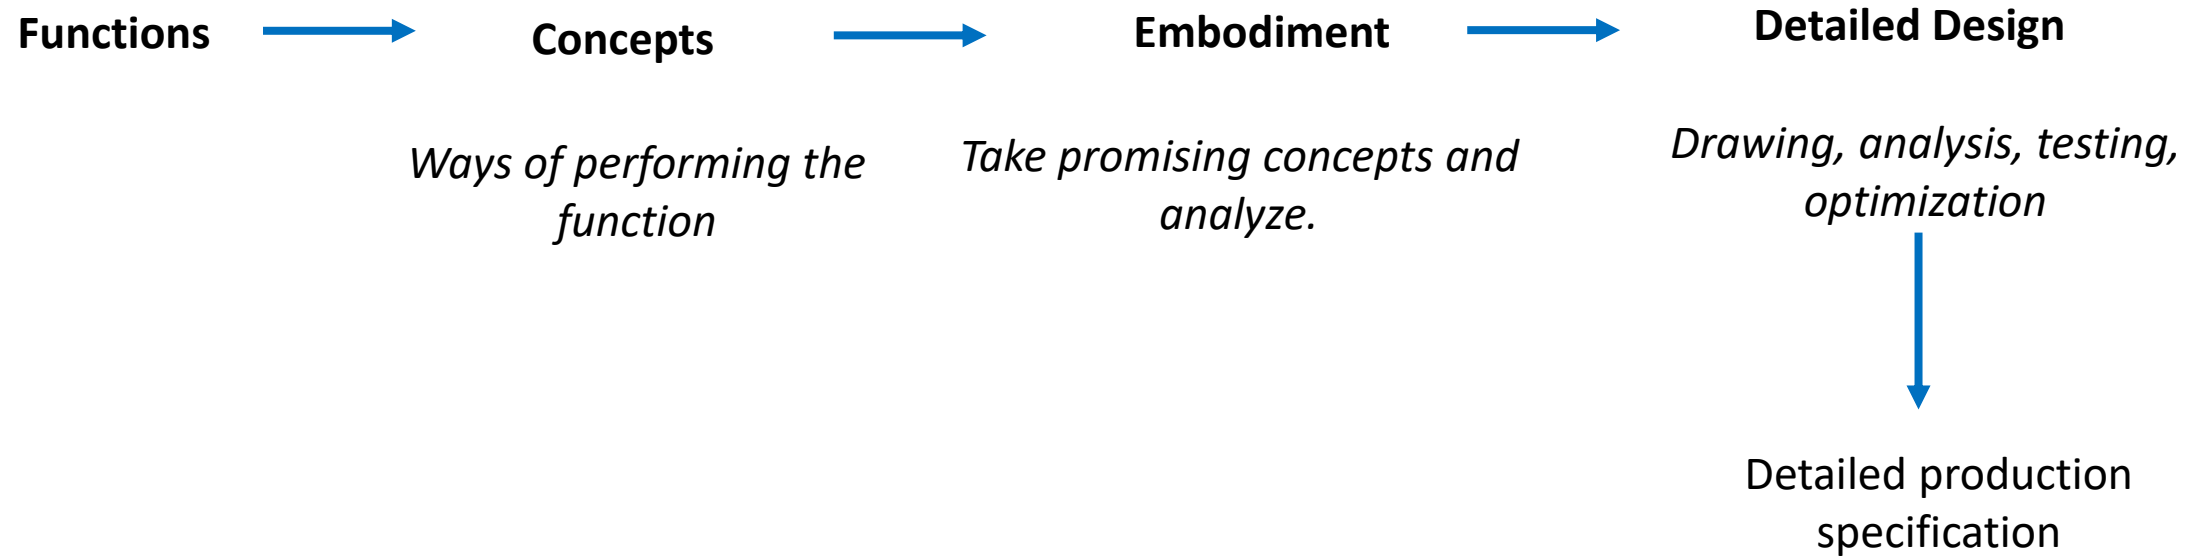 Functions
Concepts
Embodiment
Detailed Design
Ways of performing the
function
Take promising concepts and
analyze.
Drawing, analysis, testing,
optimization
Detailed production
specification